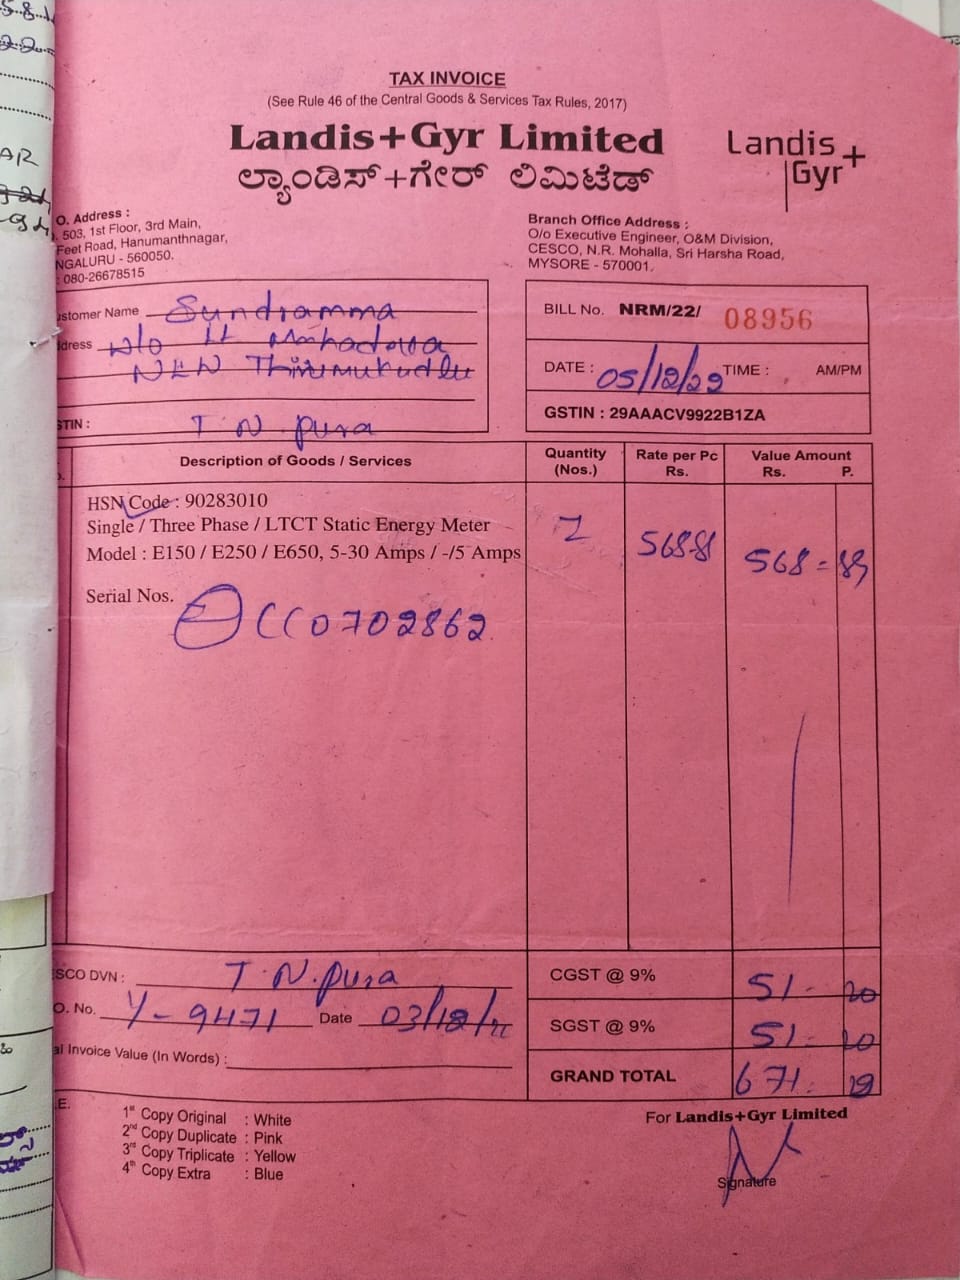 TAX INVOICE
(See Rule 46 of the Central Goods & Services Tax Rules, 2017)
Landis+Gyr Limited
ಲ್ಯಾಂಡಿಸ್+ಗೇರ್ ಲಿಮಿಟೆಡ್
Landis+
Gyr
O. Address :
503, 1st Floor, 3rd Main,
Feet Road, Hanumanthnagar,
NGALURU - 560050.
: 080-26678515
Branch Office Address :
O/o Executive Engineer, O&M Division,
CESCO, N.R. Mohalla, Sri Harsha Road,
MYSORE - 570001.
ustomer Name Sundramma
dress w/o Lt
NEW Thirumukudlu
STIN : T N pura
BILL No. NRM/22/ 08956
DATE : 05/12/22 TIME : AM/PM
GSTIN : 29AAACV9922B1ZA
Description of Goods / Services Quantity (Nos.) Rate per Pc Rs. Value Amount Rs. P.
HSN Code : 90283010
Single / Three Phase / LTCT Static Energy Meter
Model : E150 / E250 / E650, 5-30 Amps / -/5 Amps
568=89
Serial Nos.
CC0702862
SCO DVN : T.N.pura
O. No. Y-9471 Date 03/12/22
al Invoice Value (In Words) :
CGST @ 9% 51-20
SGST @ 9% 51-20
GRAND TOTAL 671.
E.
1st Copy Original : White
2nd Copy Duplicate : Pink
3rd Copy Triplicate : Yellow
4th Copy Extra : Blue
For Landis+Gyr Limited
Signature